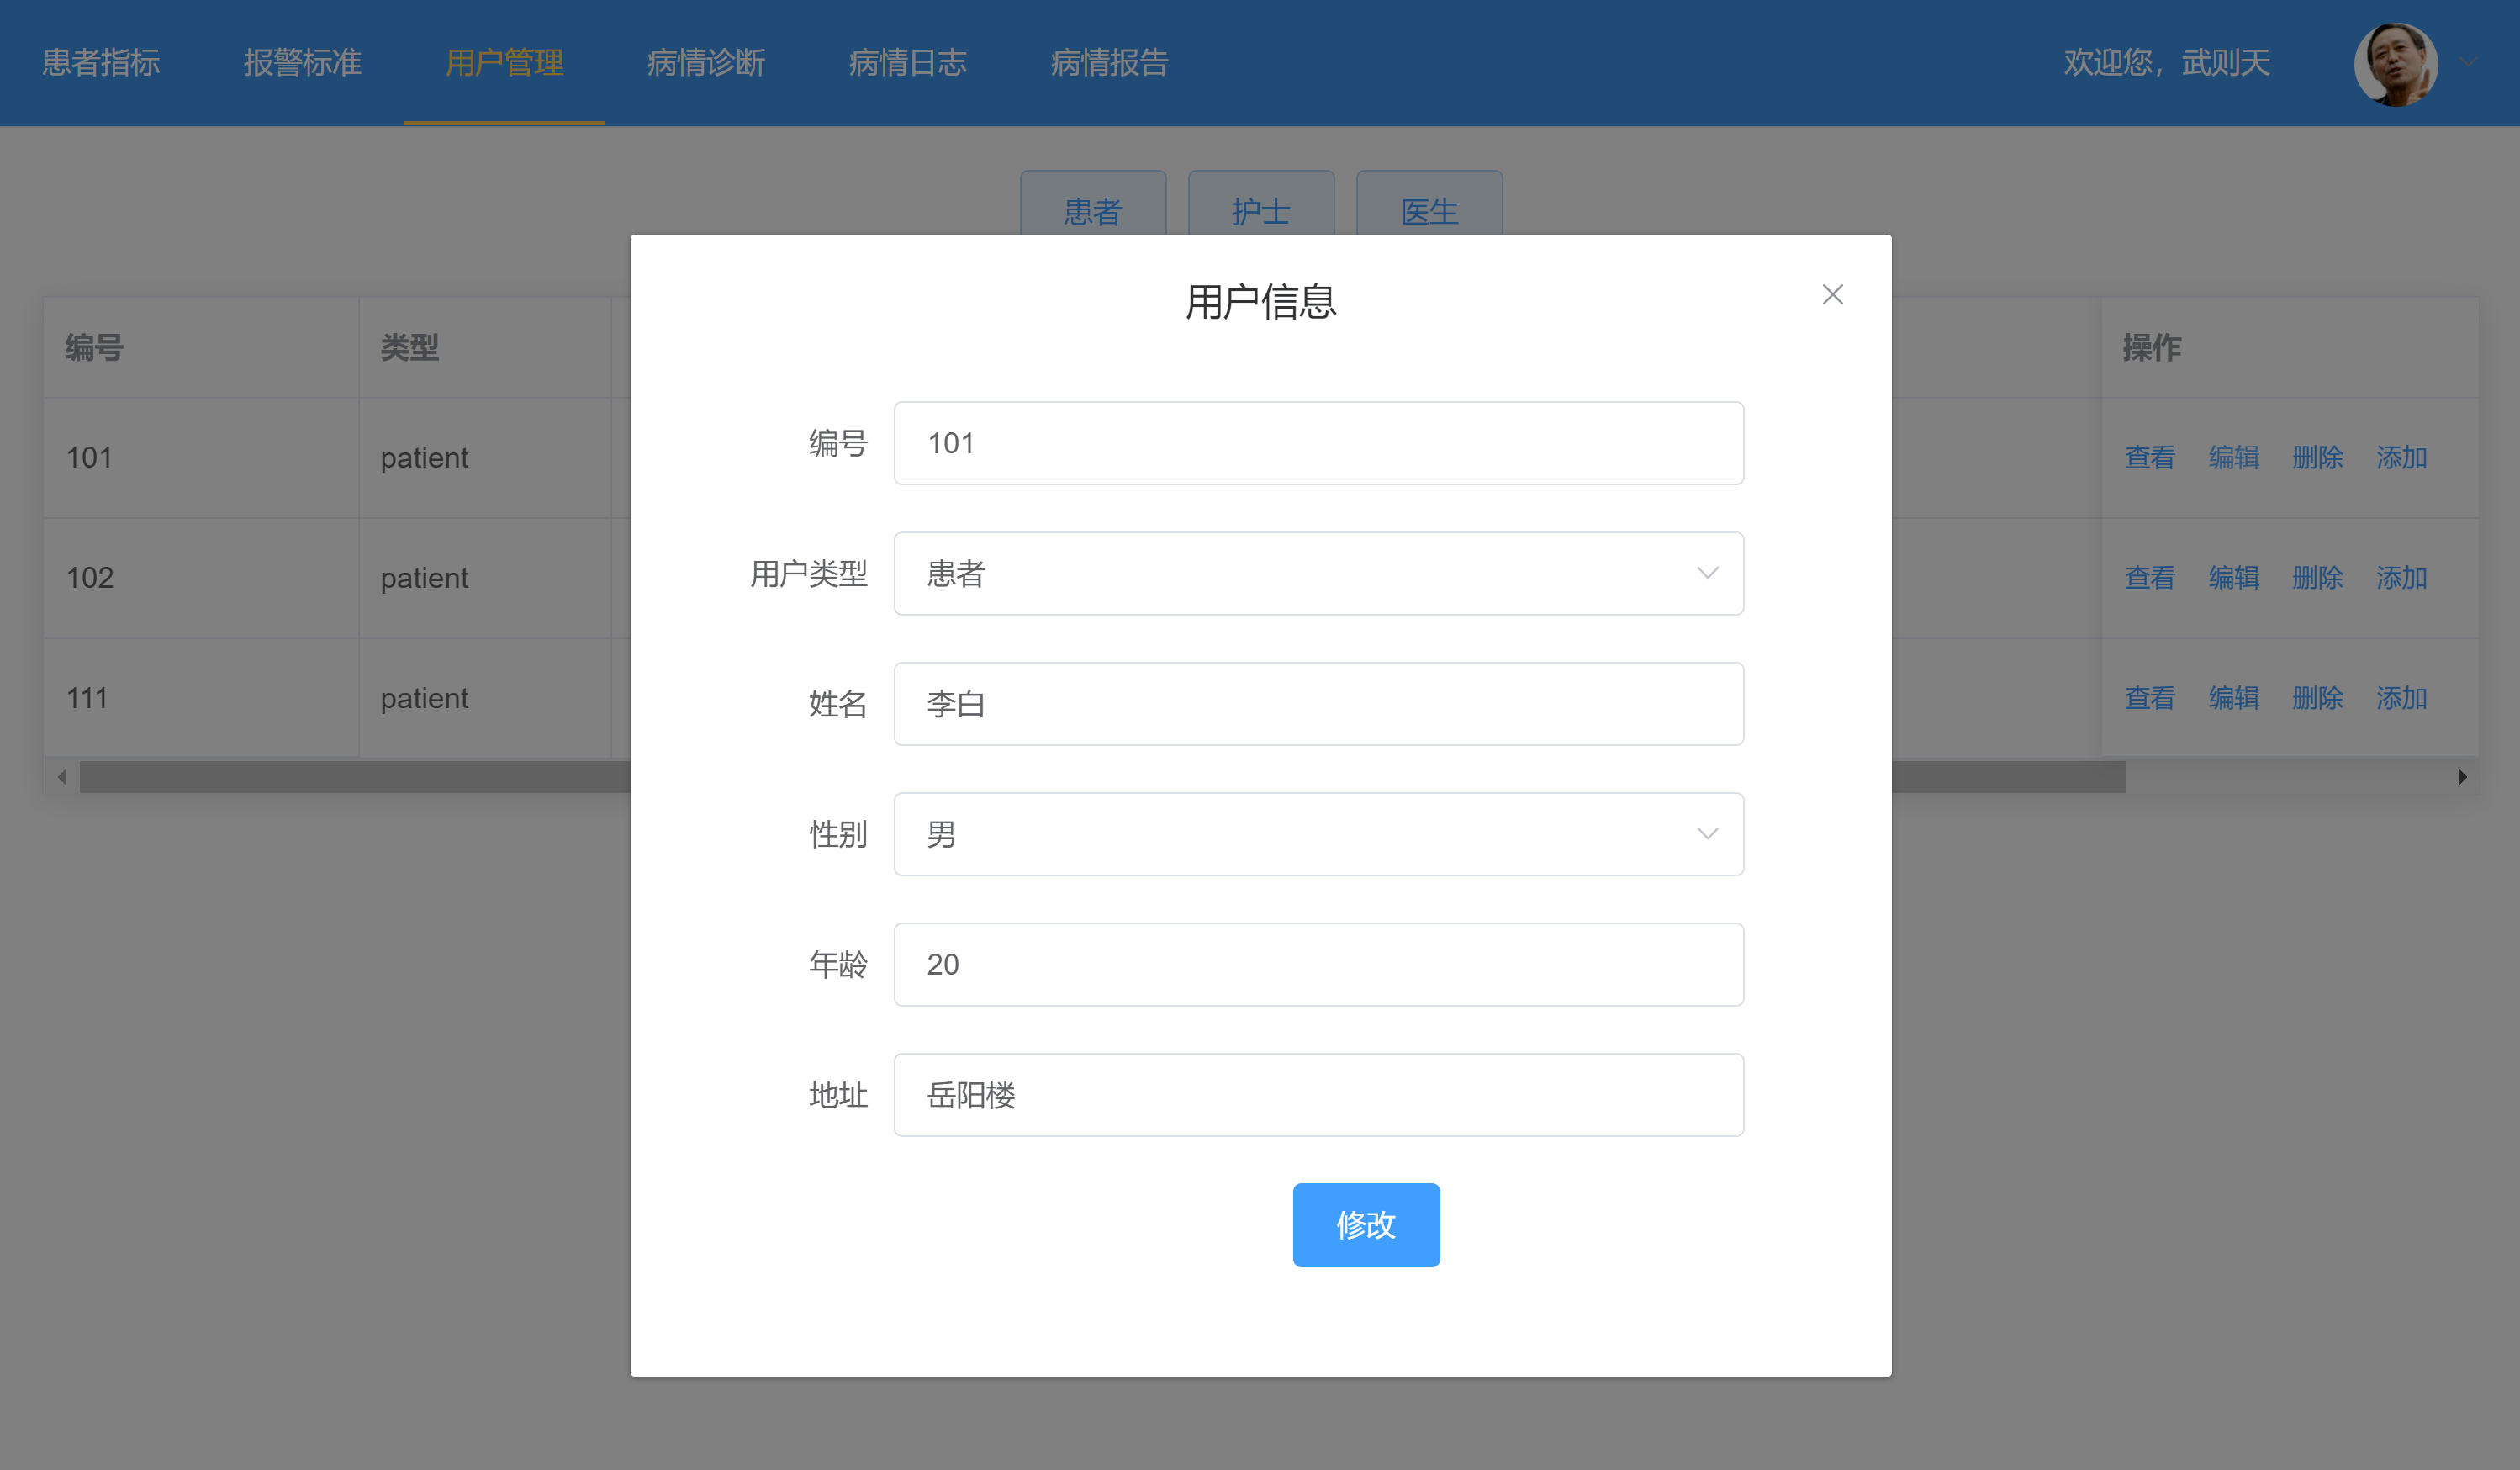 患者指标 报警标准 用户管理 病情诊断 病情日志 病情报告 欢迎您，武则天
患者 护士 医生
用户信息
编号 类型 操作
编号 101
101 patient 查看 编辑 删除 添加
用户类型 患者
102 patient 查看 编辑 删除 添加
姓名 李白
111 patient 查看 编辑 删除 添加
性别 男
年龄 20
地址 岳阳楼
修改